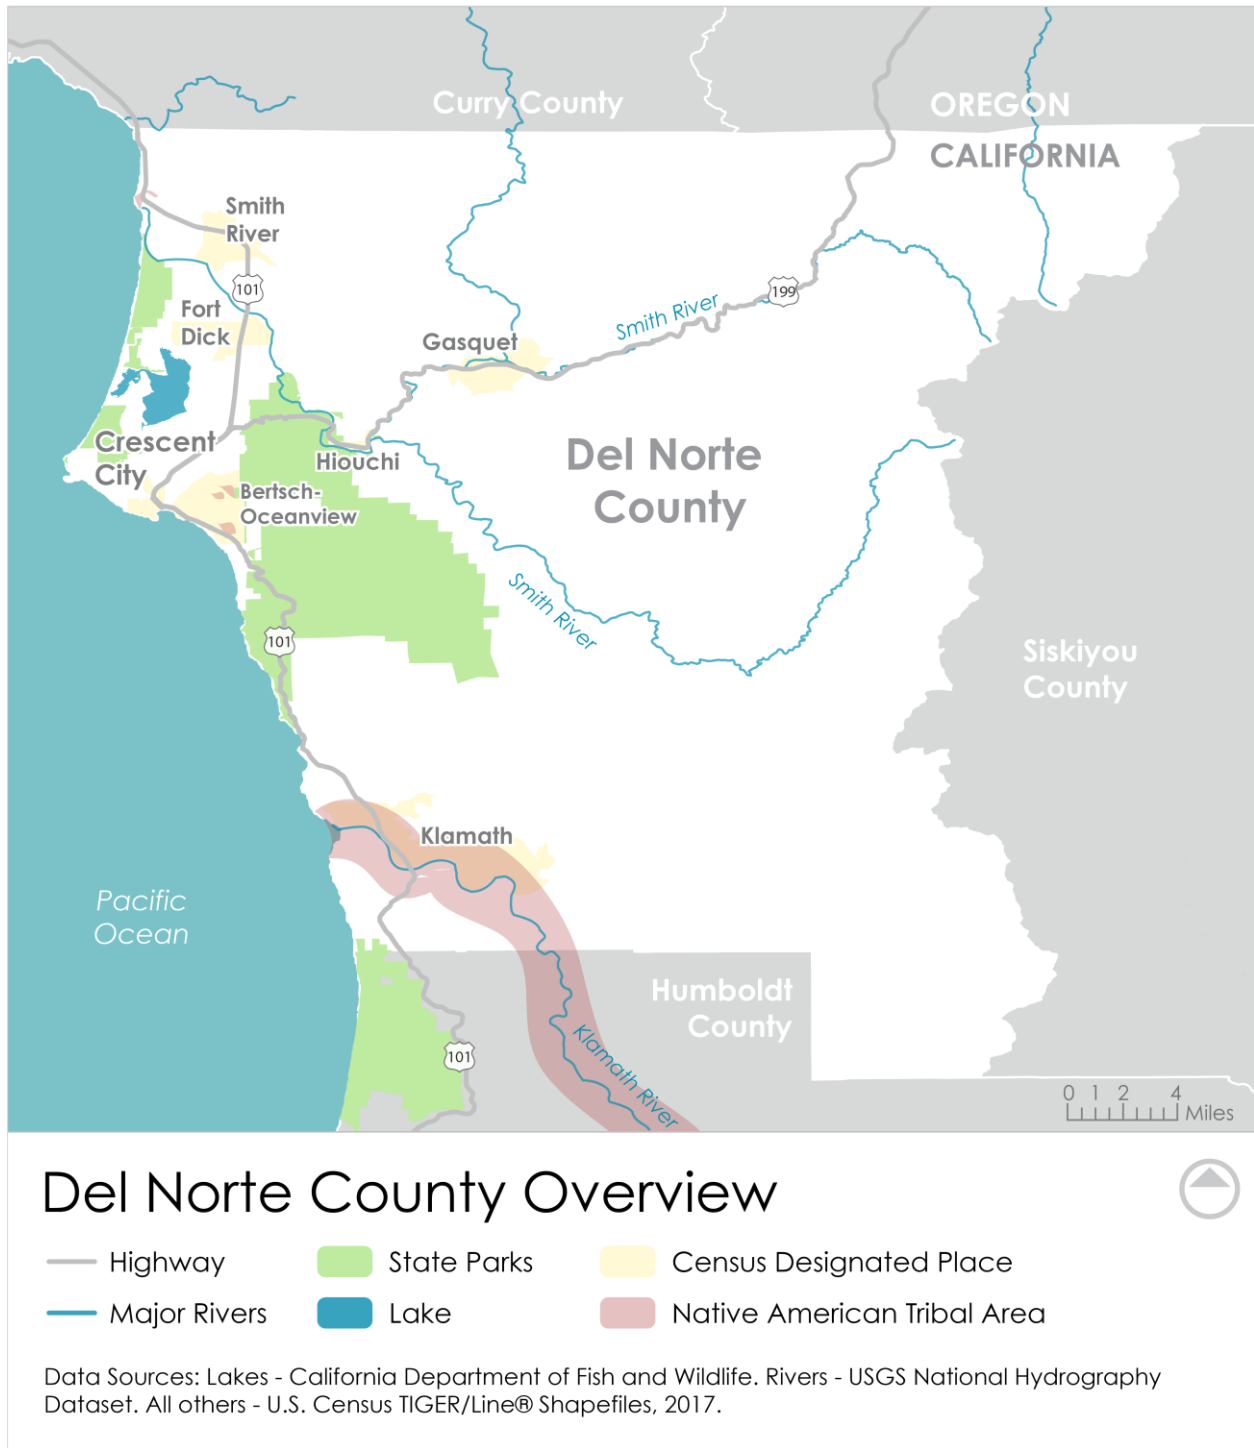 Curry County
OREGON
CALIFORNIA
Smith
River
101
199
Fort
Dick
Smith River
Gasquet
Crescent
City
Hiouchi
Del Norte
County
Bertsch-
Oceanview
Smith River
101
Siskiyou
County
Klamath
Pacific
Ocean
Humboldt
County
Klamath River
101
0 1 2 4
Miles
Del Norte County Overview
Highway
State Parks
Census Designated Place
Major Rivers
Lake
Native American Tribal Area
Data Sources: Lakes - California Department of Fish and Wildlife. Rivers - USGS National Hydrography
Dataset. All others - U.S. Census TIGER/Line® Shapefiles, 2017.